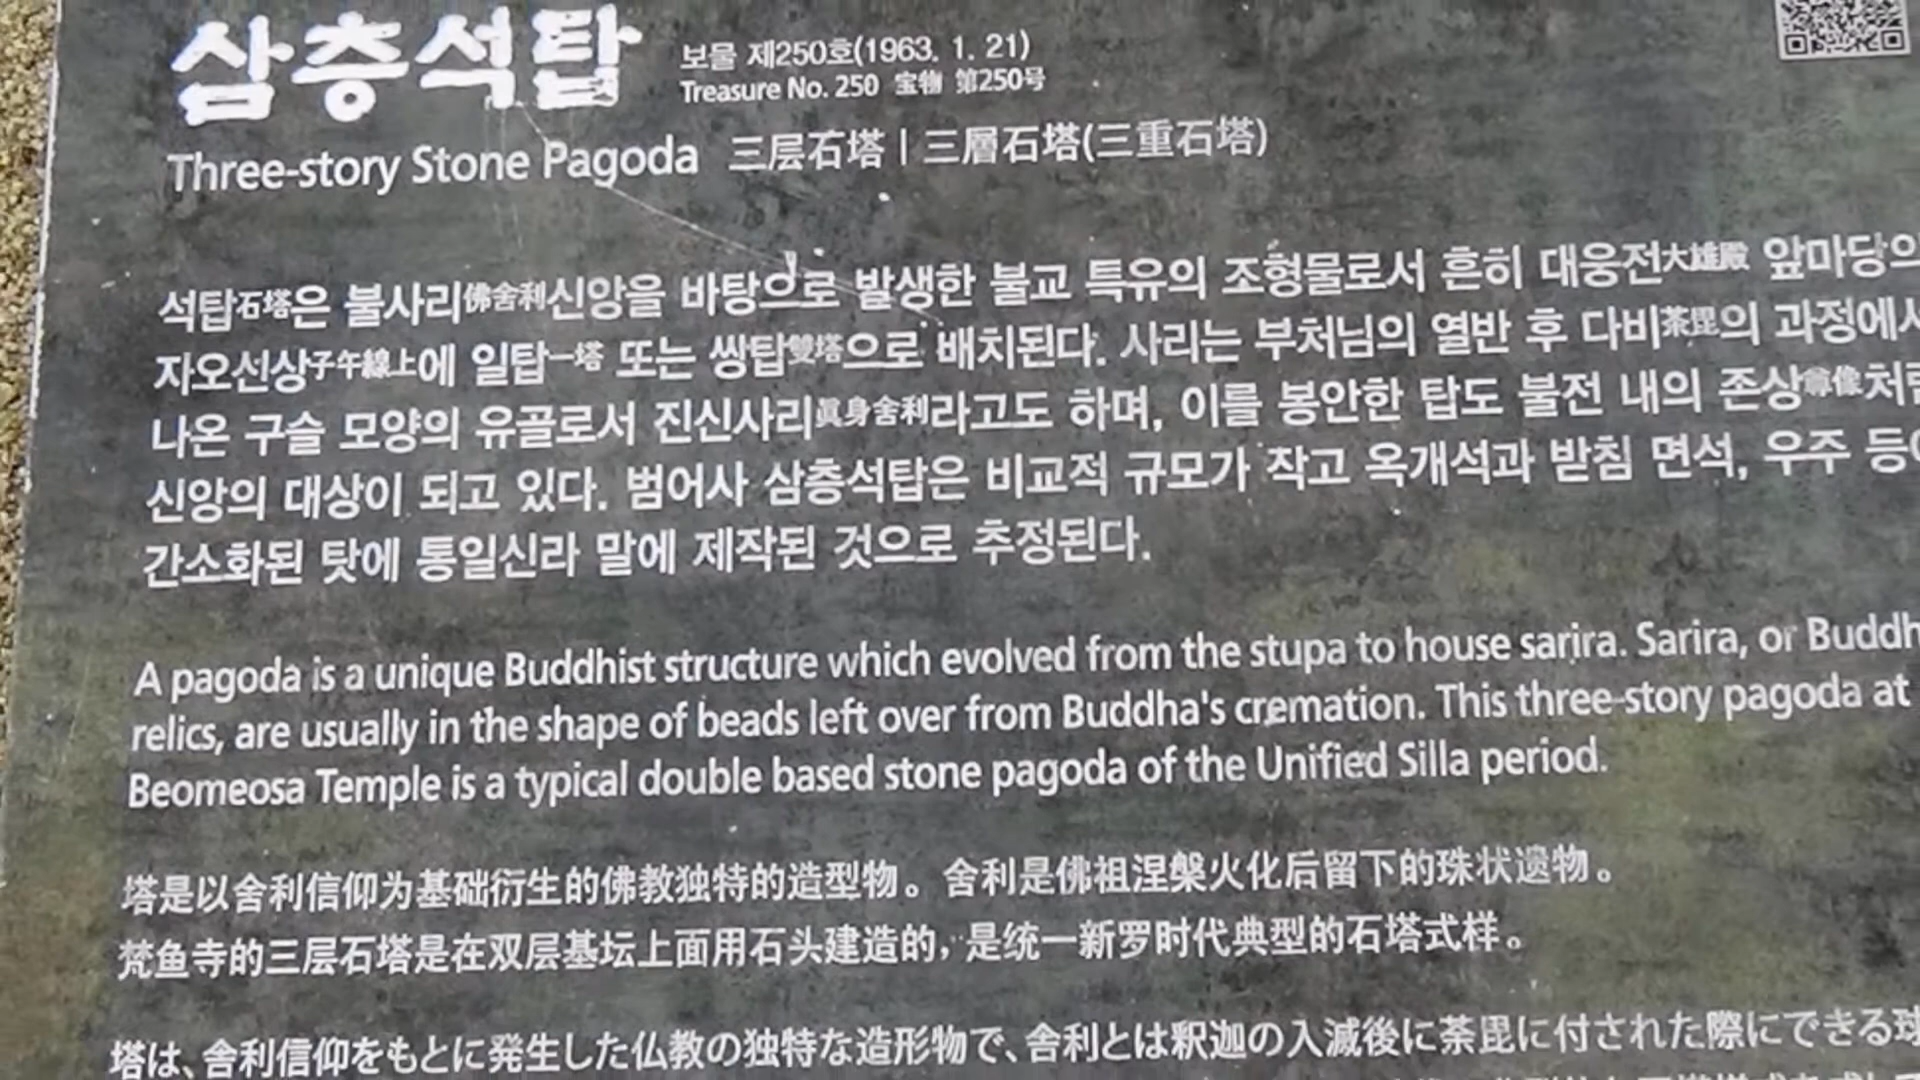 삼층석탑
보물 제250호(1963. 1. 21)
Treasure No. 250 宝物 第250号
Three-story Stone Pagoda 三层石塔 | 三層石塔(三重石塔)
석탑石塔은 불사리佛舍利신앙을 바탕으로 발생한 불교 특유의 조형물로서 흔히 대웅전大雄殿 앞마당의
자오선상子午線上에 일탑一塔 또는 쌍탑雙塔으로 배치된다. 사리는 부처님의 열반 후 다비茶毘의 과정에서
나온 구슬 모양의 유골로서 진신사리眞身舍利라고도 하며, 이를 봉안한 탑도 불전 내의 존상尊像처럼
신앙의 대상이 되고 있다. 범어사 삼층석탑은 비교적 규모가 작고 옥개석과 받침 면석, 우주 등이
간소화된 탓에 통일신라 말에 제작된 것으로 추정된다.
A pagoda is a unique Buddhist structure which evolved from the stupa to house sarira. Sarira, or Buddh
relics, are usually in the shape of beads left over from Buddha's cremation. This three-story pagoda at
Beomeosa Temple is a typical double based stone pagoda of the Unified Silla period.
塔是以舍利信仰为基础衍生的佛教独特的造型物。舍利是佛祖涅槃火化后留下的珠状遗物。
梵鱼寺的三层石塔是在双层基坛上面用石头建造的, 是统一新罗时代典型的石塔式样。
塔は、舎利信仰をもとに発生した仏教の独特な造形物で、舎利とは釈迦の入滅後に荼毘に付された際にできる球